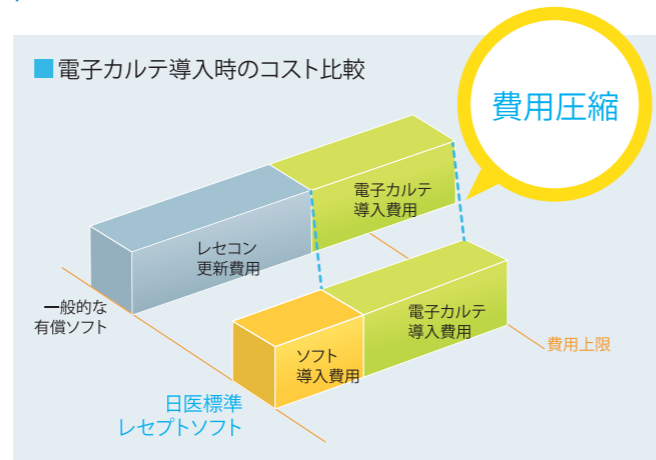 ■電子カルテ導入時のコスト比較
費用圧縮
電子カルテ
導入費用
レセコン
更新費用
一般的な
有償ソフト
電子カルテ
導入費用
ソフト
導入費用
費用上限
日医標準
レセプトソフト